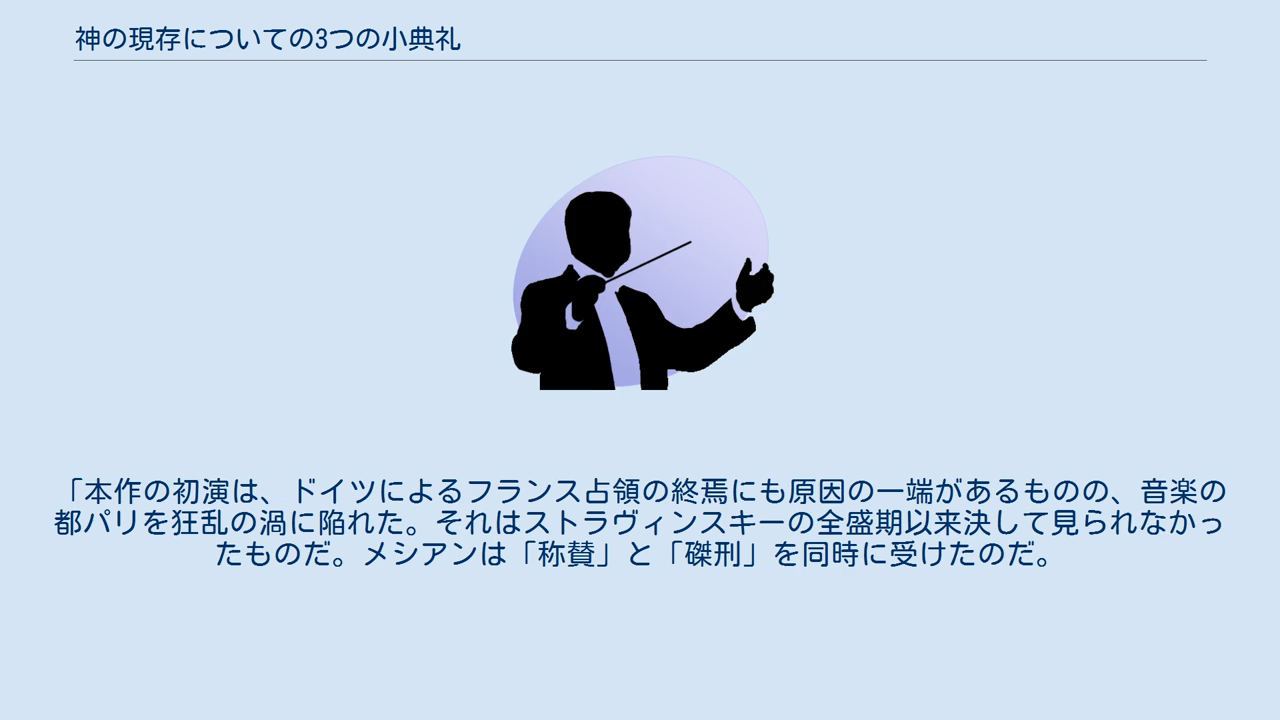 神の現存についての3つの小典礼
「本作の初演は、ドイツによるフランス占領の終焉にも原因の一端があるものの、音楽の
都パリを狂乱の渦に陥れた。それはストラヴィンスキーの全盛期以来決して見られなかっ
たものだ。メシアンは「称賛」と「磔刑」を同時に受けたのだ。